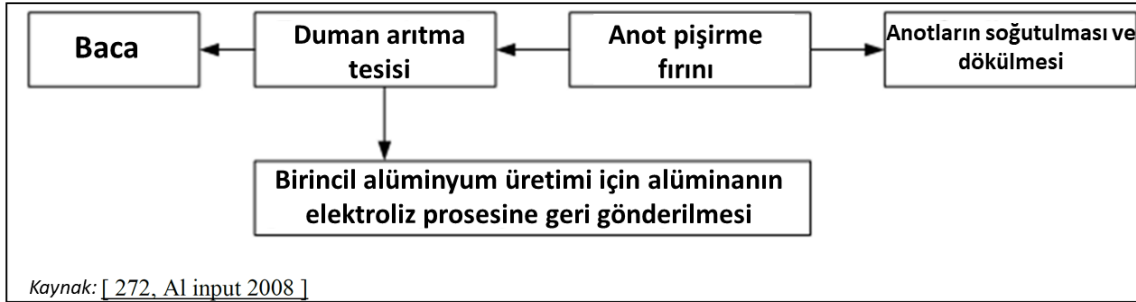 Baca
Duman arıtma
tesisi
Anot pişirme
fırını
Anotların soğutulması ve
dökülmesi
Birincil alüminyum üretimi için alüminanın
elektroliz prosesine geri gönderilmesi
Kaynak: [ 272, Al input 2008 ]